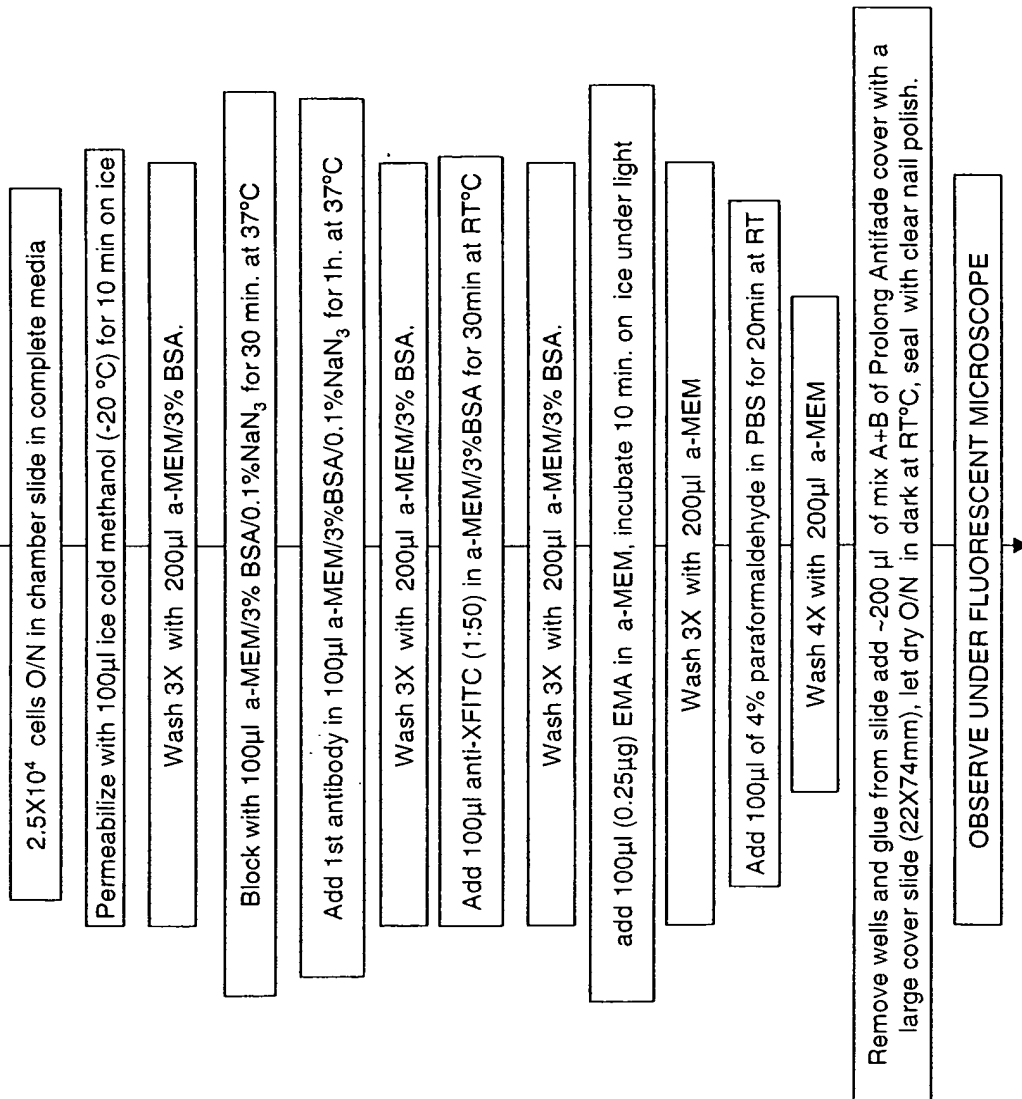 2.5X10⁴ cells O/N in chamber slide in complete media
Permeabilize with 100µl ice cold methanol (-20 °C) for 10 min on ice
Wash 3X with 200µl a-MEM/3% BSA.
Block with 100µl a-MEM/3% BSA/0.1%NaN₃ for 30 min. at 37°C
Add 1st antibody in 100µl a-MEM/3%BSA/0.1%NaN₃ for 1h. at 37°C
Wash 3X with 200µl a-MEM/3% BSA.
Add 100µl anti-XFITC (1:50) in a-MEM/3%BSA for 30min at RT°C
Wash 3X with 200µl a-MEM/3% BSA.
add 100µl (0.25µg) EMA in a-MEM, incubate 10 min. on ice under light
Wash 3X with 200µl a-MEM
Add 100µl of 4% paraformaldehyde in PBS for 20min at RT
Wash 4X with 200µl a-MEM
Remove wells and glue from slide add ~200 µl of mix A+B of Prolong Antifade cover with a
large cover slide (22X74mm), let dry O/N in dark at RT°C, seal with clear nail polish.
OBSERVE UNDER FLUORESCENT MICROSCOPE